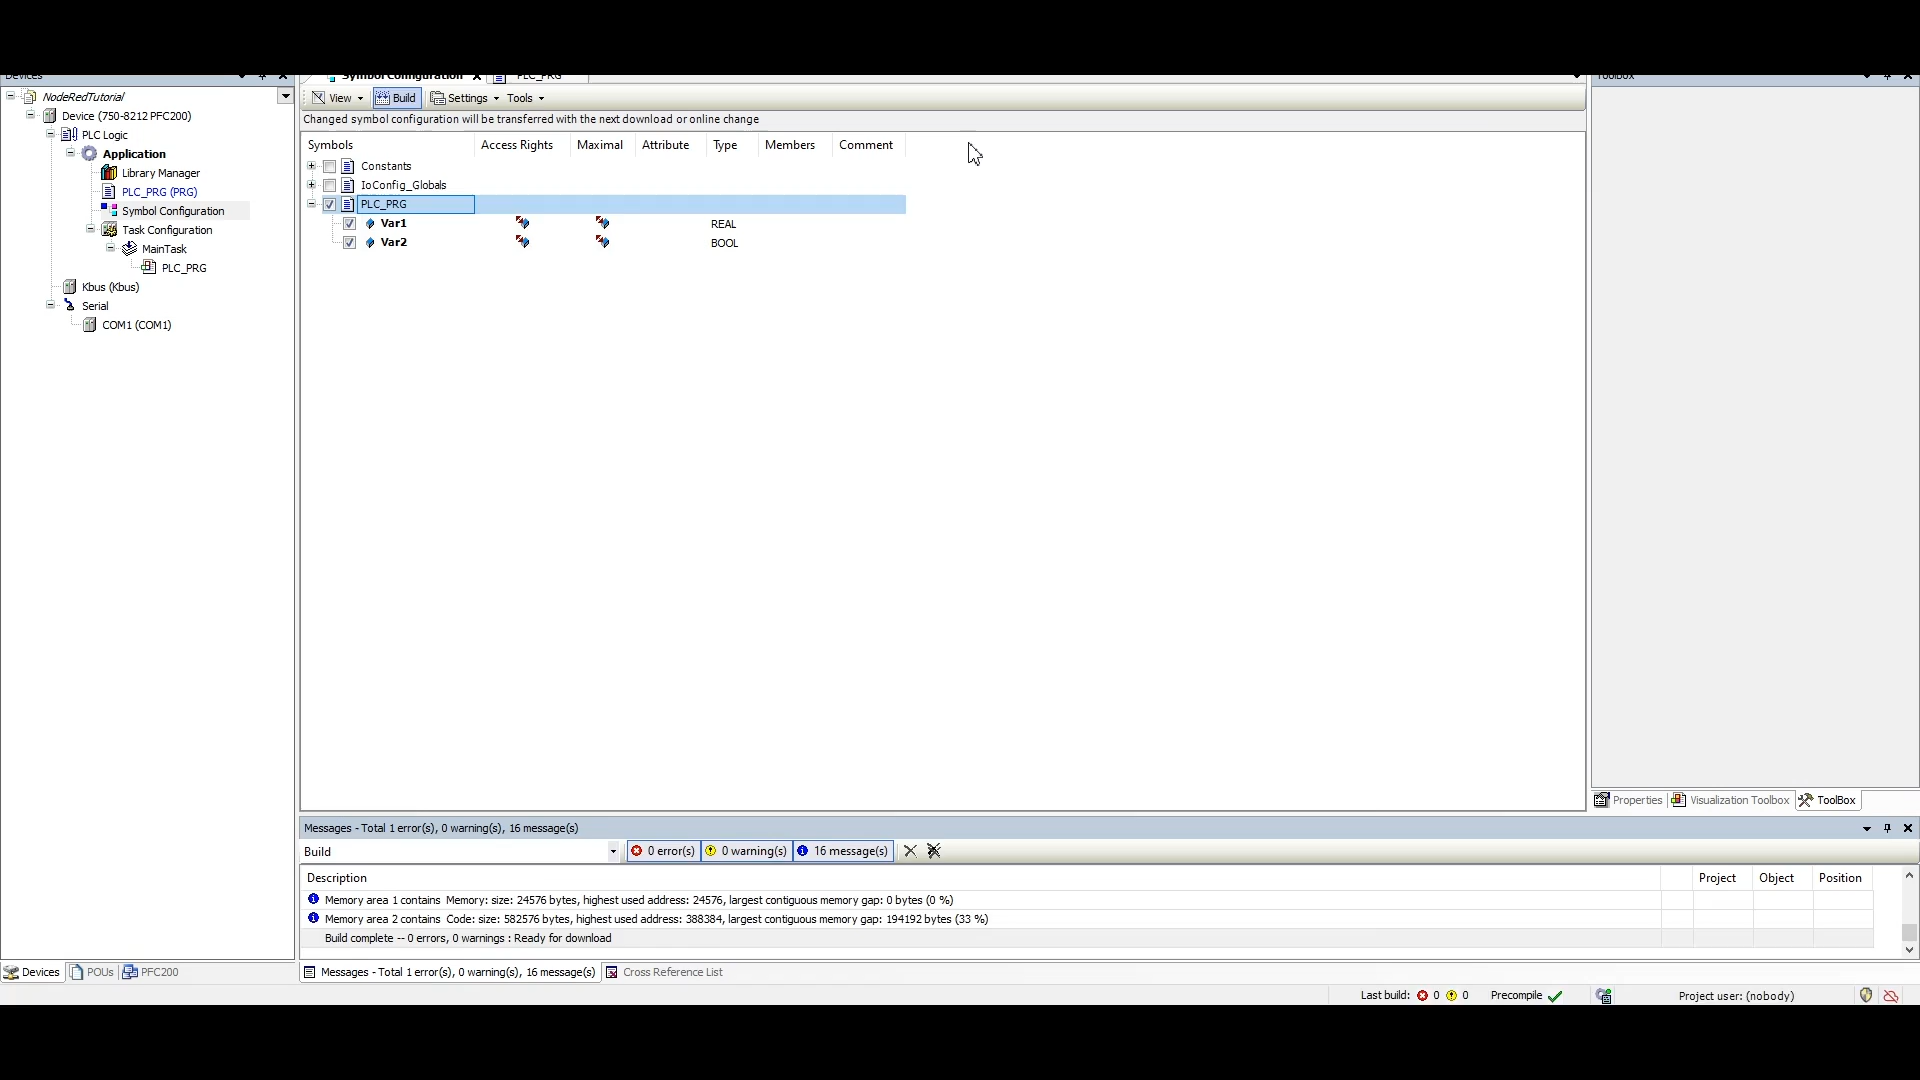 Devices
Symbol Configuration
PLC_PRG
Toolbox
NodeRedTutorial
Device (750-8212 PFC200)
PLC Logic
Application
Library Manager
PLC_PRG (PRG)
Symbol Configuration
Task Configuration
MainTask
PLC_PRG
Kbus (Kbus)
Serial
COM1 (COM1)
View
Build
Settings
Tools
Changed symbol configuration will be transferred with the next download or online change
Symbols Access Rights Maximal Attribute Type Members Comment
Constants
IoConfig_Globals
PLC_PRG
Var1 REAL
Var2 BOOL
Properties
Visualization Toolbox
ToolBox
Messages - Total 1 error(s), 0 warning(s), 16 message(s)
Build
0 error(s)
0 warning(s)
16 message(s)
Description Project Object Position
Memory area 1 contains Memory: size: 24576 bytes, highest used address: 24576, largest contiguous memory gap: 0 bytes (0 %)
Memory area 2 contains Code: size: 582576 bytes, highest used address: 388384, largest contiguous memory gap: 194192 bytes (33 %)
Build complete -- 0 errors, 0 warnings : Ready for download
Devices
POUs
PFC200
Messages - Total 1 error(s), 0 warning(s), 16 message(s)
Cross Reference List
Last build: 0 0 Precompile
Project user: (nobody)